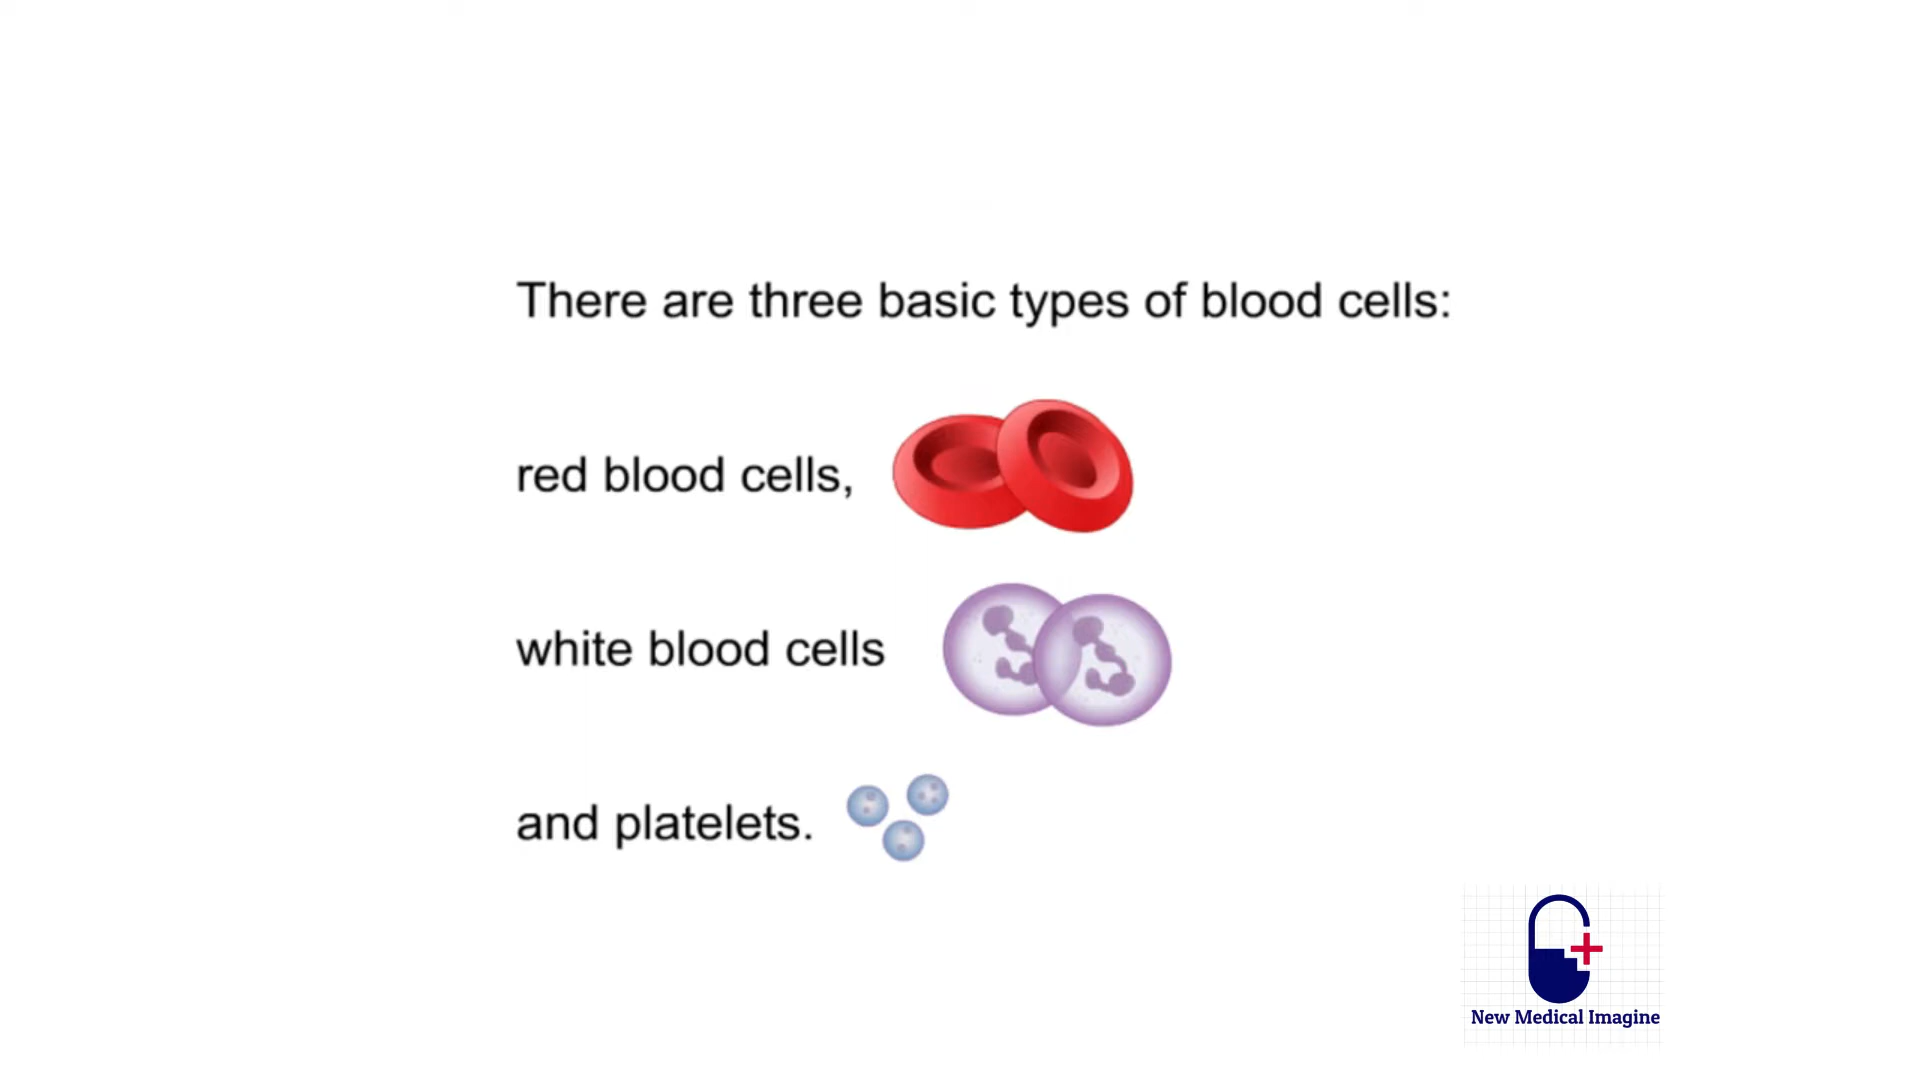 There are three basic types of blood cells:
red blood cells,
white blood cells
and platelets.
New Medical Imagine